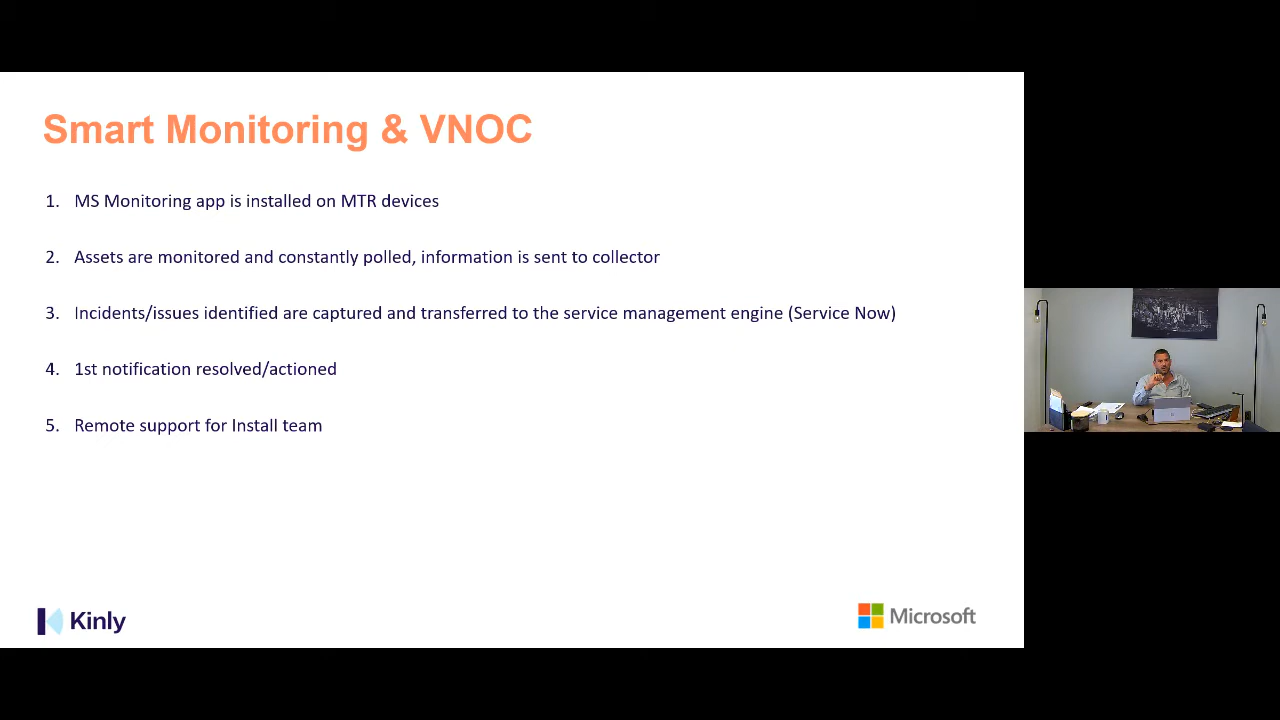 Smart Monitoring & VNOC
1. MS Monitoring app is installed on MTR devices
2. Assets are monitored and constantly polled, information is sent to collector
3. Incidents/issues identified are captured and transferred to the service management engine (Service Now)
4. 1st notification resolved/actioned
5. Remote support for Install team
Kinly
Microsoft